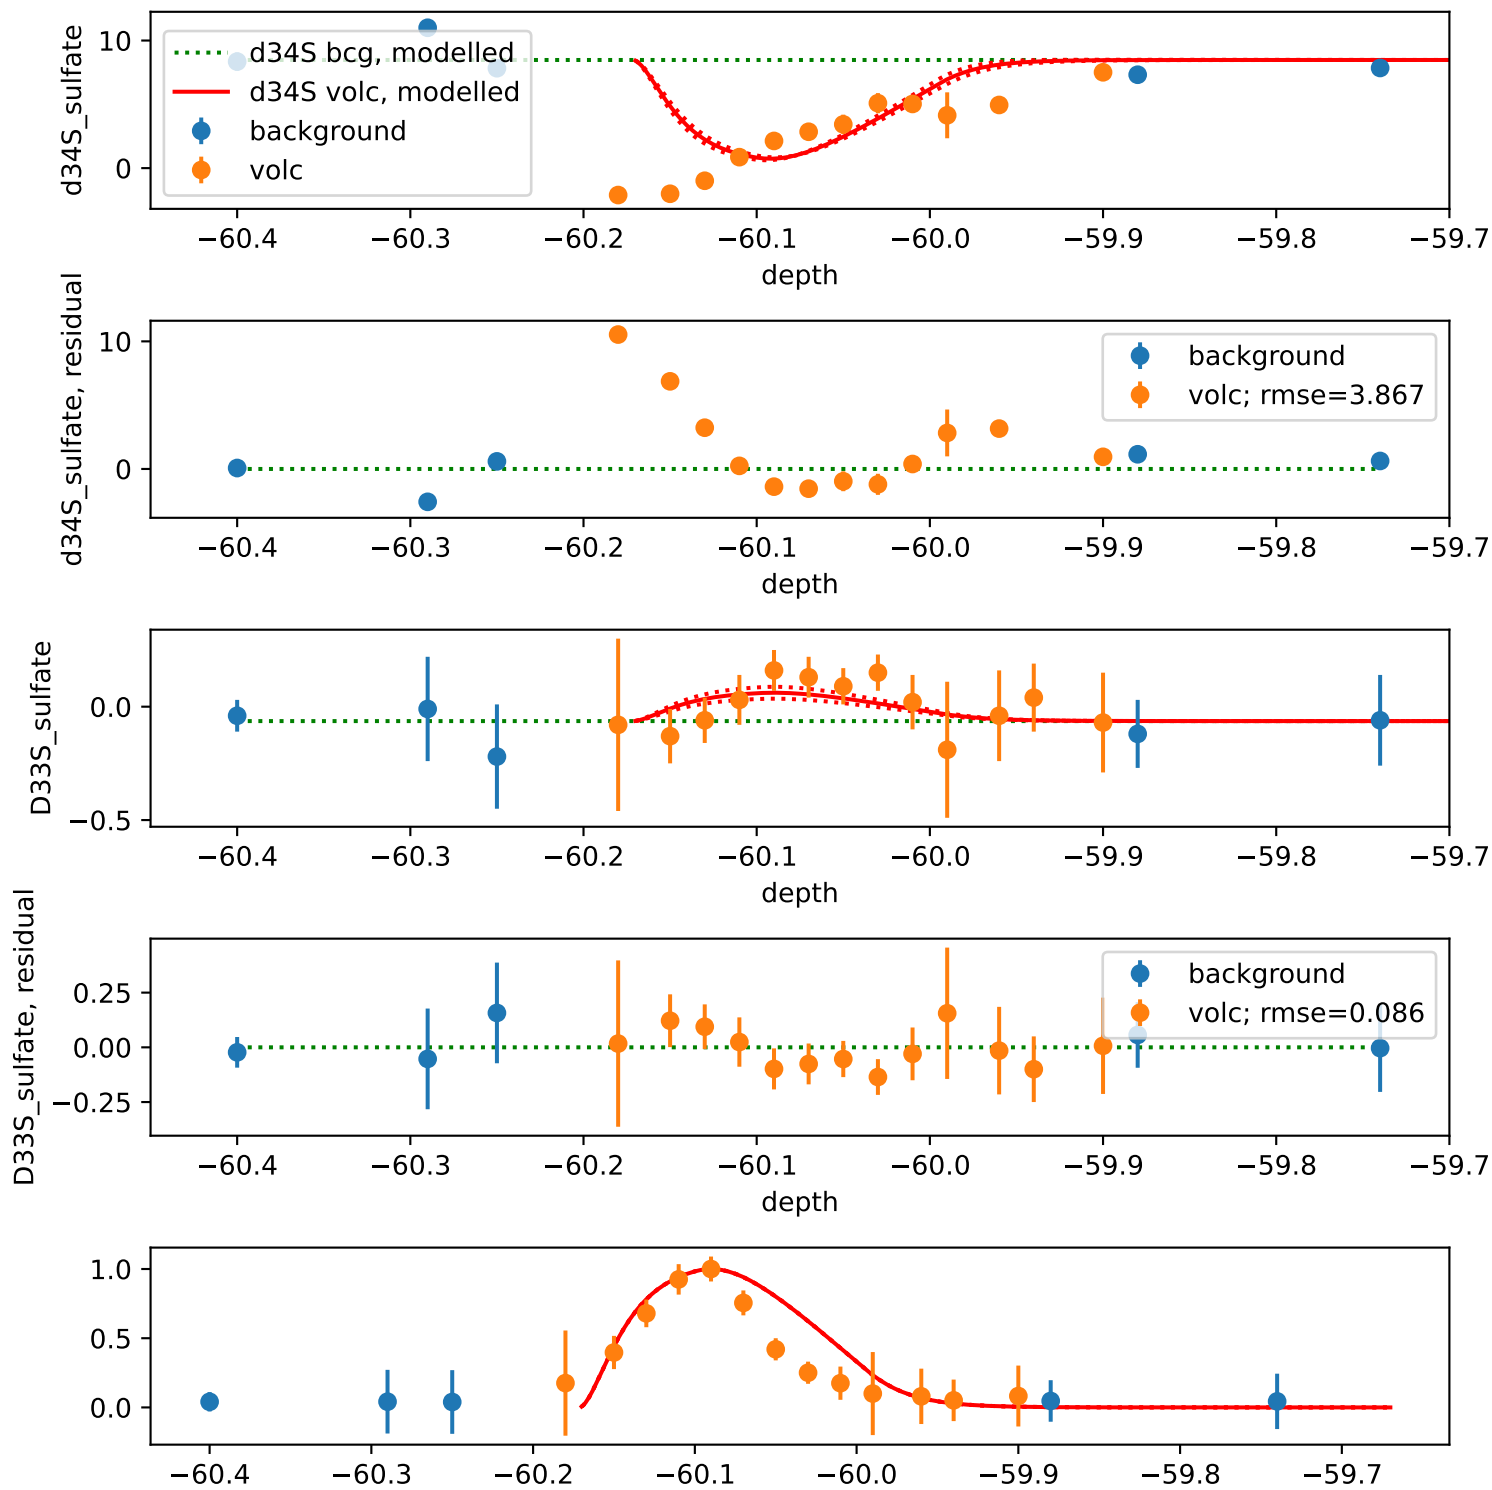 d34S_sulfate
10
0
d34S bcg, modelled
d34S volc, modelled
background
volc
−60.4 −60.3 −60.2 −60.1 −60.0 −59.9 −59.8 −59.7
depth
d34S_sulfate, residual
10
0
background
volc; rmse=3.867
−60.4 −60.3 −60.2 −60.1 −60.0 −59.9 −59.8 −59.7
depth
D33S_sulfate
0.0
−0.5
−60.4 −60.3 −60.2 −60.1 −60.0 −59.9 −59.8 −59.7
depth
D33S_sulfate, residual
0.25
0.00
−0.25
background
volc; rmse=0.086
−60.4 −60.3 −60.2 −60.1 −60.0 −59.9 −59.8 −59.7
depth
1.0
0.5
0.0
−60.4 −60.3 −60.2 −60.1 −60.0 −59.9 −59.8 −59.7